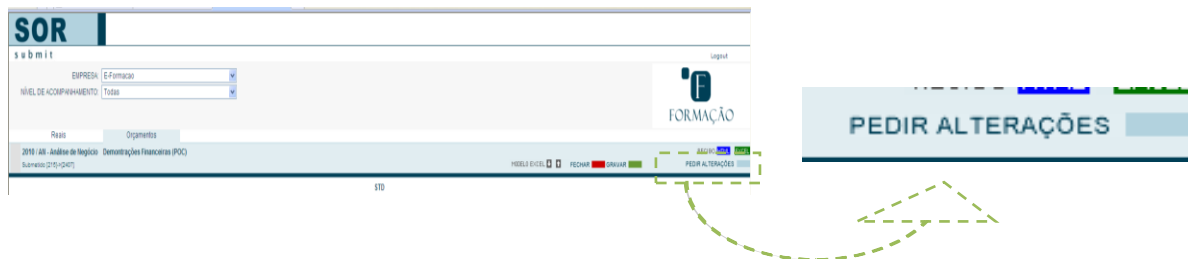 SOR
submit
Logout
EMPRESA: E-Formacao
NÍVEL DE ACOMPANHAMENTO: Todas
FORMAÇÃO
Reais Orçamentos
2010 / AN - Análise de Negócio Demontrações Financeiras (POC)
MODELO EXCEL FECHAR GRAVAR PEDIR ALTERAÇÕES
STD
PEDIR ALTERAÇÕES